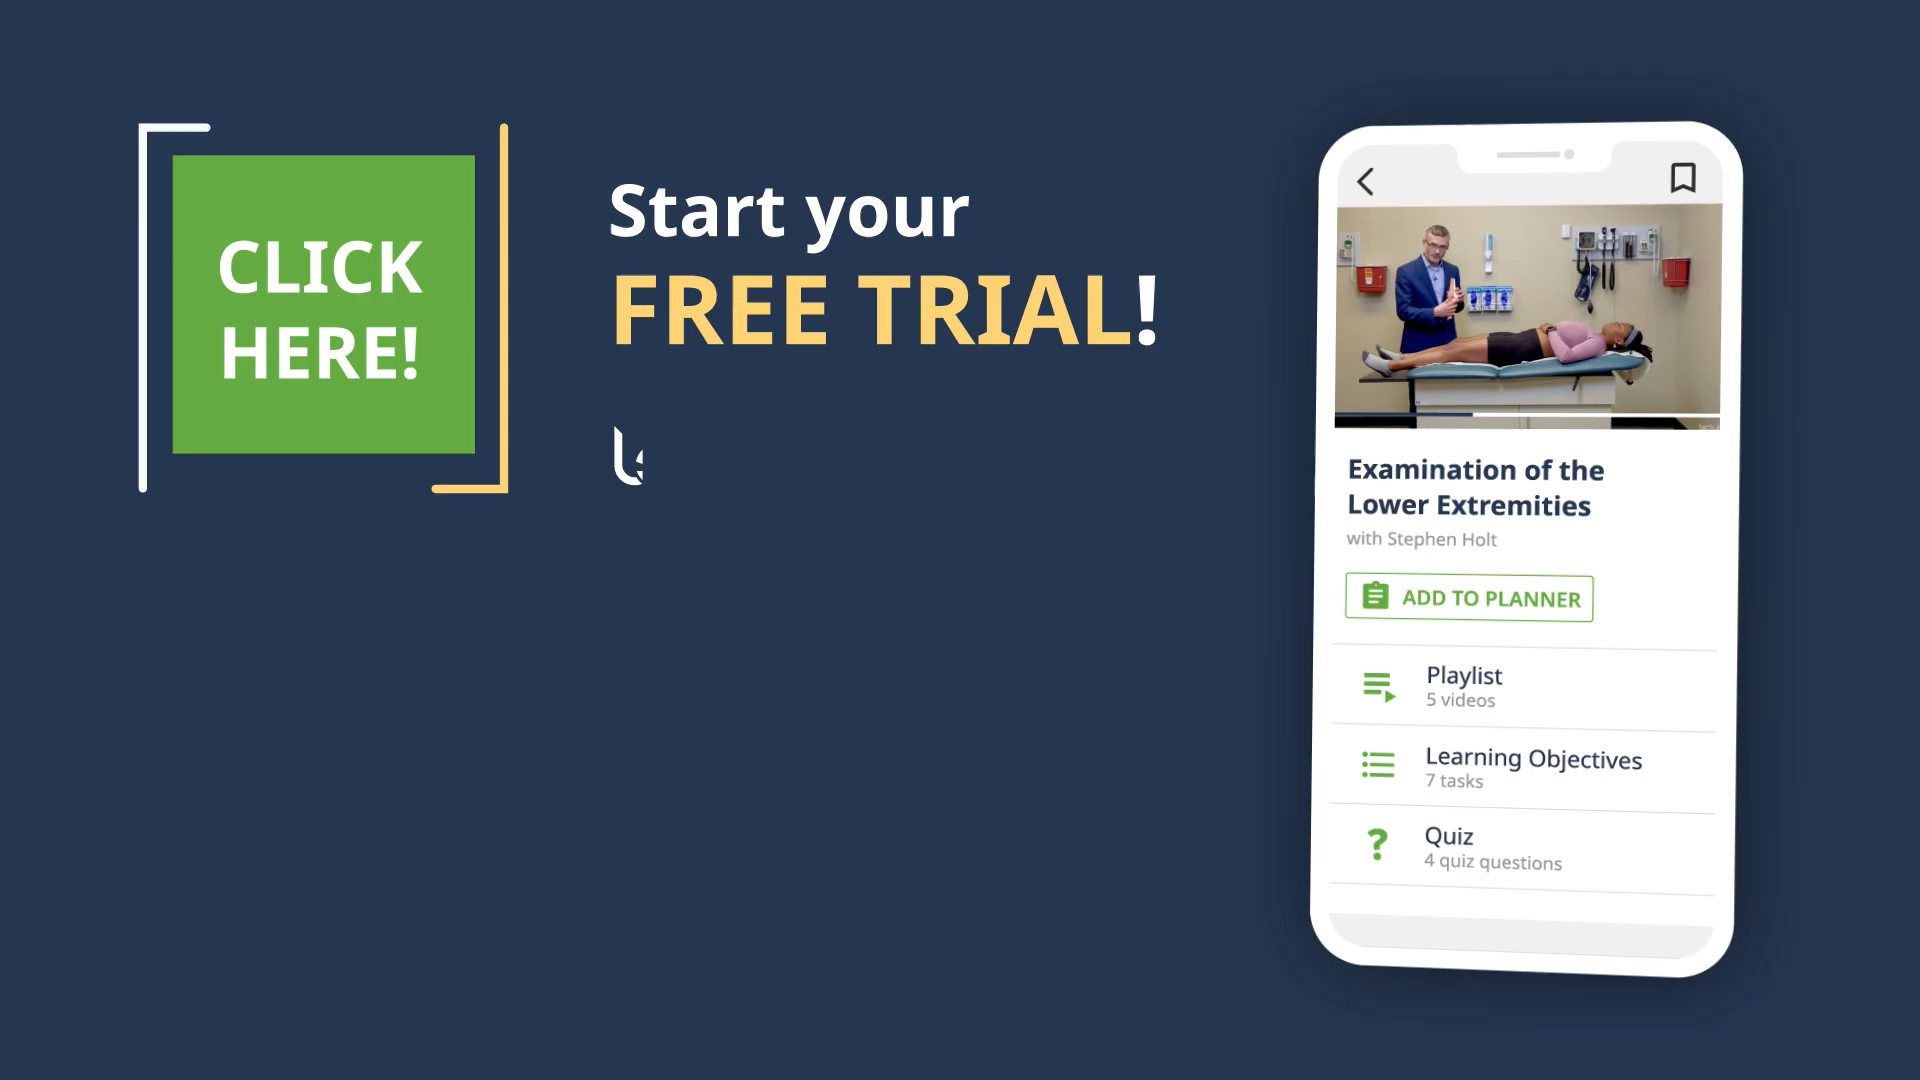 CLICK
HERE!
Start your
FREE TRIAL!
Examination of the
Lower Extremities
with Stephen Holt
ADD TO PLANNER
Playlist
5 videos
Learning Objectives
7 tasks
Quiz
4 quiz questions